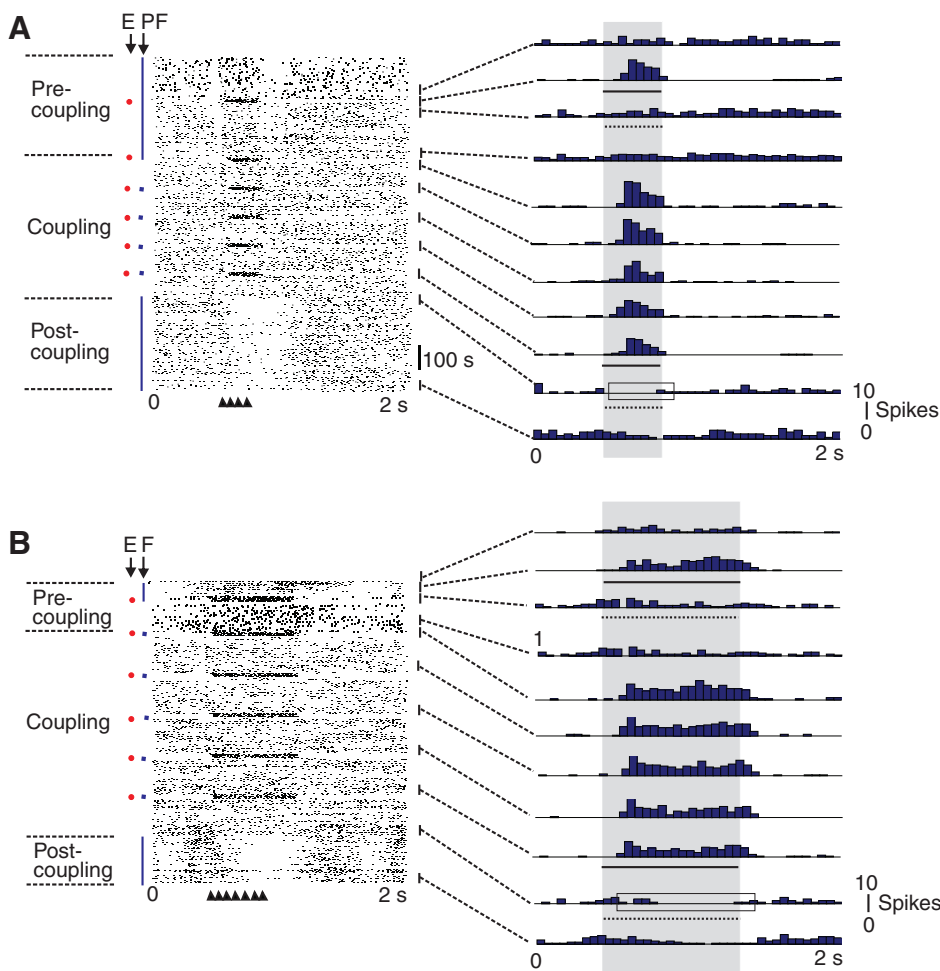 A
E PF
Pre-
coupling
Coupling
Post-
coupling
100 s
0
2 s
10
Spikes
0
0
2 s
B
E F
Pre-
coupling
Coupling
Post-
coupling
0
2 s
1
10
Spikes
0
0
2 s